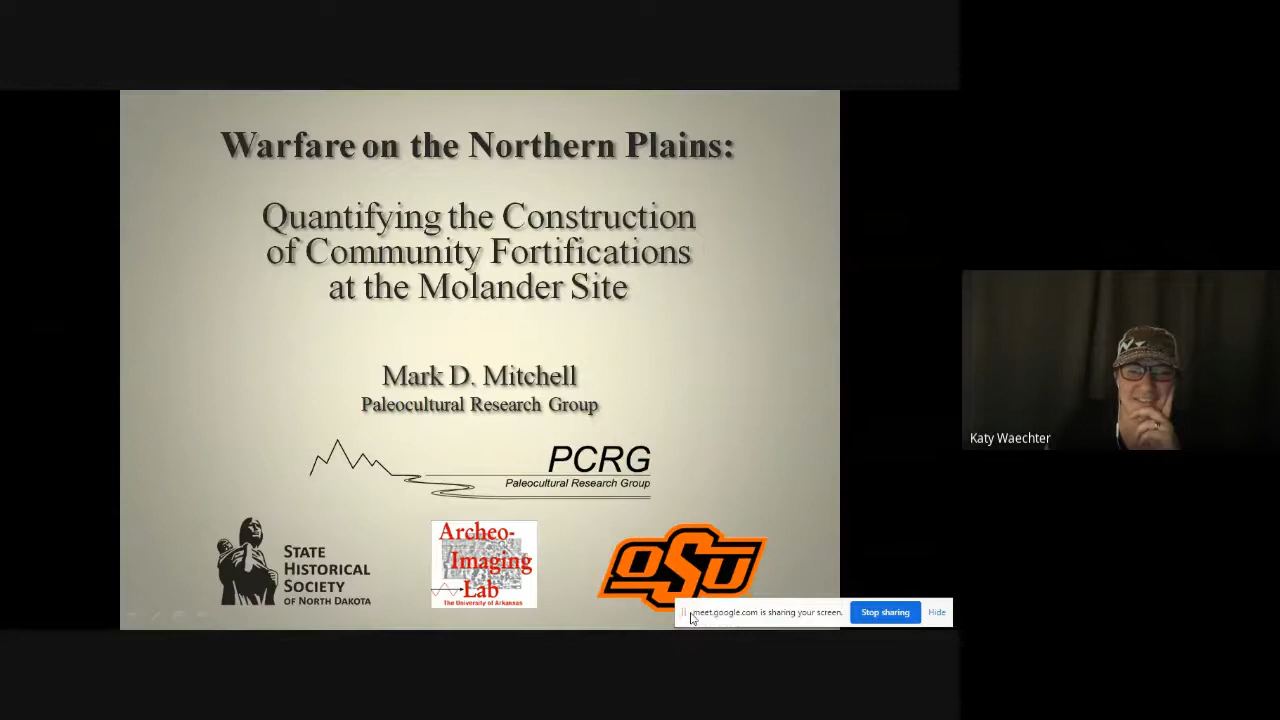 Warfare on the Northern Plains:
Quantifying the Construction
of Community Fortifications
at the Molander Site
Mark D. Mitchell
Paleocultural Research Group
PCRG
Paleocultural Research Group
STATE
HISTORICAL
SOCIETY
OF NORTH DAKOTA
Archeo-
Imaging
Lab
The University of Arkansas
OSU
meet.google.com is sharing your screen.
Stop sharing
Hide
Katy Waechter